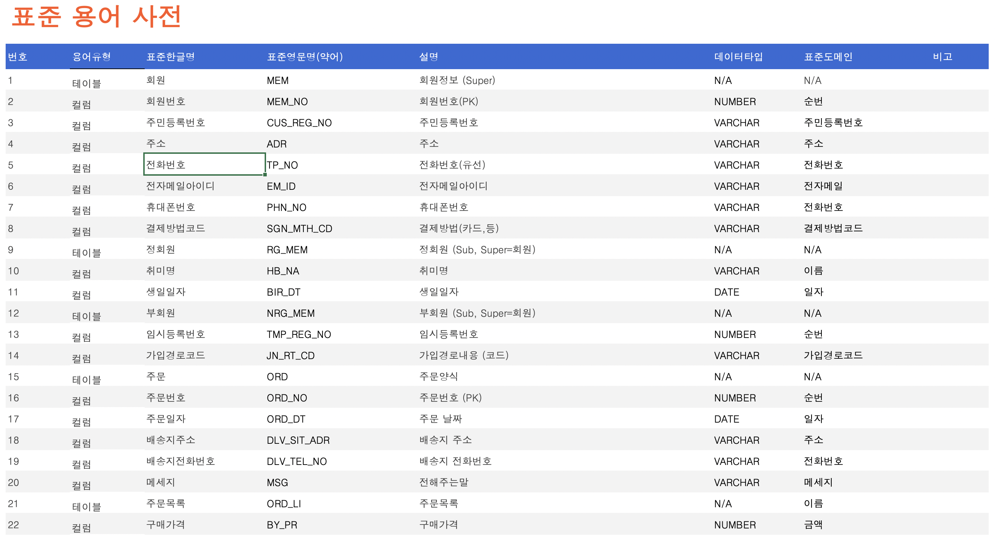 표준 용어 사전
번호 용어유형 표준한글명 표준영문명(약어) 설명 데이터타입 표준도메인 비고
1 테이블 회원 MEM 회원정보 (Super) N/A N/A
2 컬럼 회원번호 MEM_NO 회원번호(PK) NUMBER 순번
3 컬럼 주민등록번호 CUS_REG_NO 주민등록번호 VARCHAR 주민등록번호
4 컬럼 주소 ADR 주소 VARCHAR 주소
5 컬럼 전화번호 TP_NO 전화번호(유선) VARCHAR 전화번호
6 컬럼 전자메일아이디 EM_ID 전자메일아이디 VARCHAR 전자메일
7 컬럼 휴대폰번호 PHN_NO 휴대폰번호 VARCHAR 전화번호
8 컬럼 결제방법코드 SGN_MTH_CD 결제방법(카드,등) VARCHAR 결제방법코드
9 테이블 정회원 RG_MEM 정회원 (Sub, Super=회원) N/A N/A
10 컬럼 취미명 HB_NA 취미명 VARCHAR 이름
11 컬럼 생일일자 BIR_DT 생일일자 DATE 일자
12 테이블 부회원 NRG_MEM 부회원 (Sub, Super=회원) N/A N/A
13 컬럼 임시등록번호 TMP_REG_NO 임시등록번호 NUMBER 순번
14 컬럼 가입경로코드 JN_RT_CD 가입경로내용 (코드) VARCHAR 가입경로코드
15 테이블 주문 ORD 주문양식 N/A N/A
16 컬럼 주문번호 ORD_NO 주문번호 (PK) NUMBER 순번
17 컬럼 주문일자 ORD_DT 주문 날짜 DATE 일자
18 컬럼 배송지주소 DLV_SIT_ADR 배송지 주소 VARCHAR 주소
19 컬럼 배송지전화번호 DLV_TEL_NO 배송지 전화번호 VARCHAR 전화번호
20 컬럼 메세지 MSG 전해주는말 VARCHAR 메세지
21 테이블 주문목록 ORD_LI 주문목록 N/A 이름
22 컬럼 구매가격 BY_PR 구매가격 NUMBER 금액